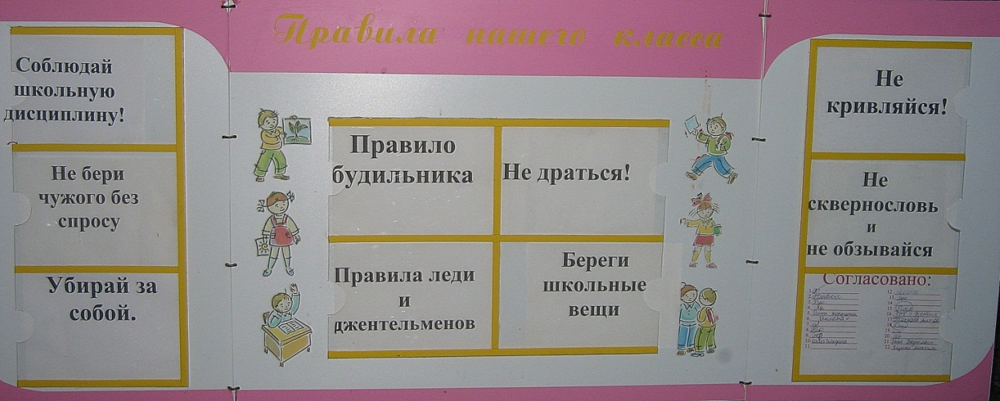 Правила нашего класса
Соблюдай
школьную
дисциплину!
Не бери
чужого без
спросу
Убирай за
собой.
Правило
будильника
Не драться!
Правила леди
и
джентельменов
Береги
школьные
вещи
Не
кривляйся!
Не
сквернословь
и
не обзывайся
Согласовано: